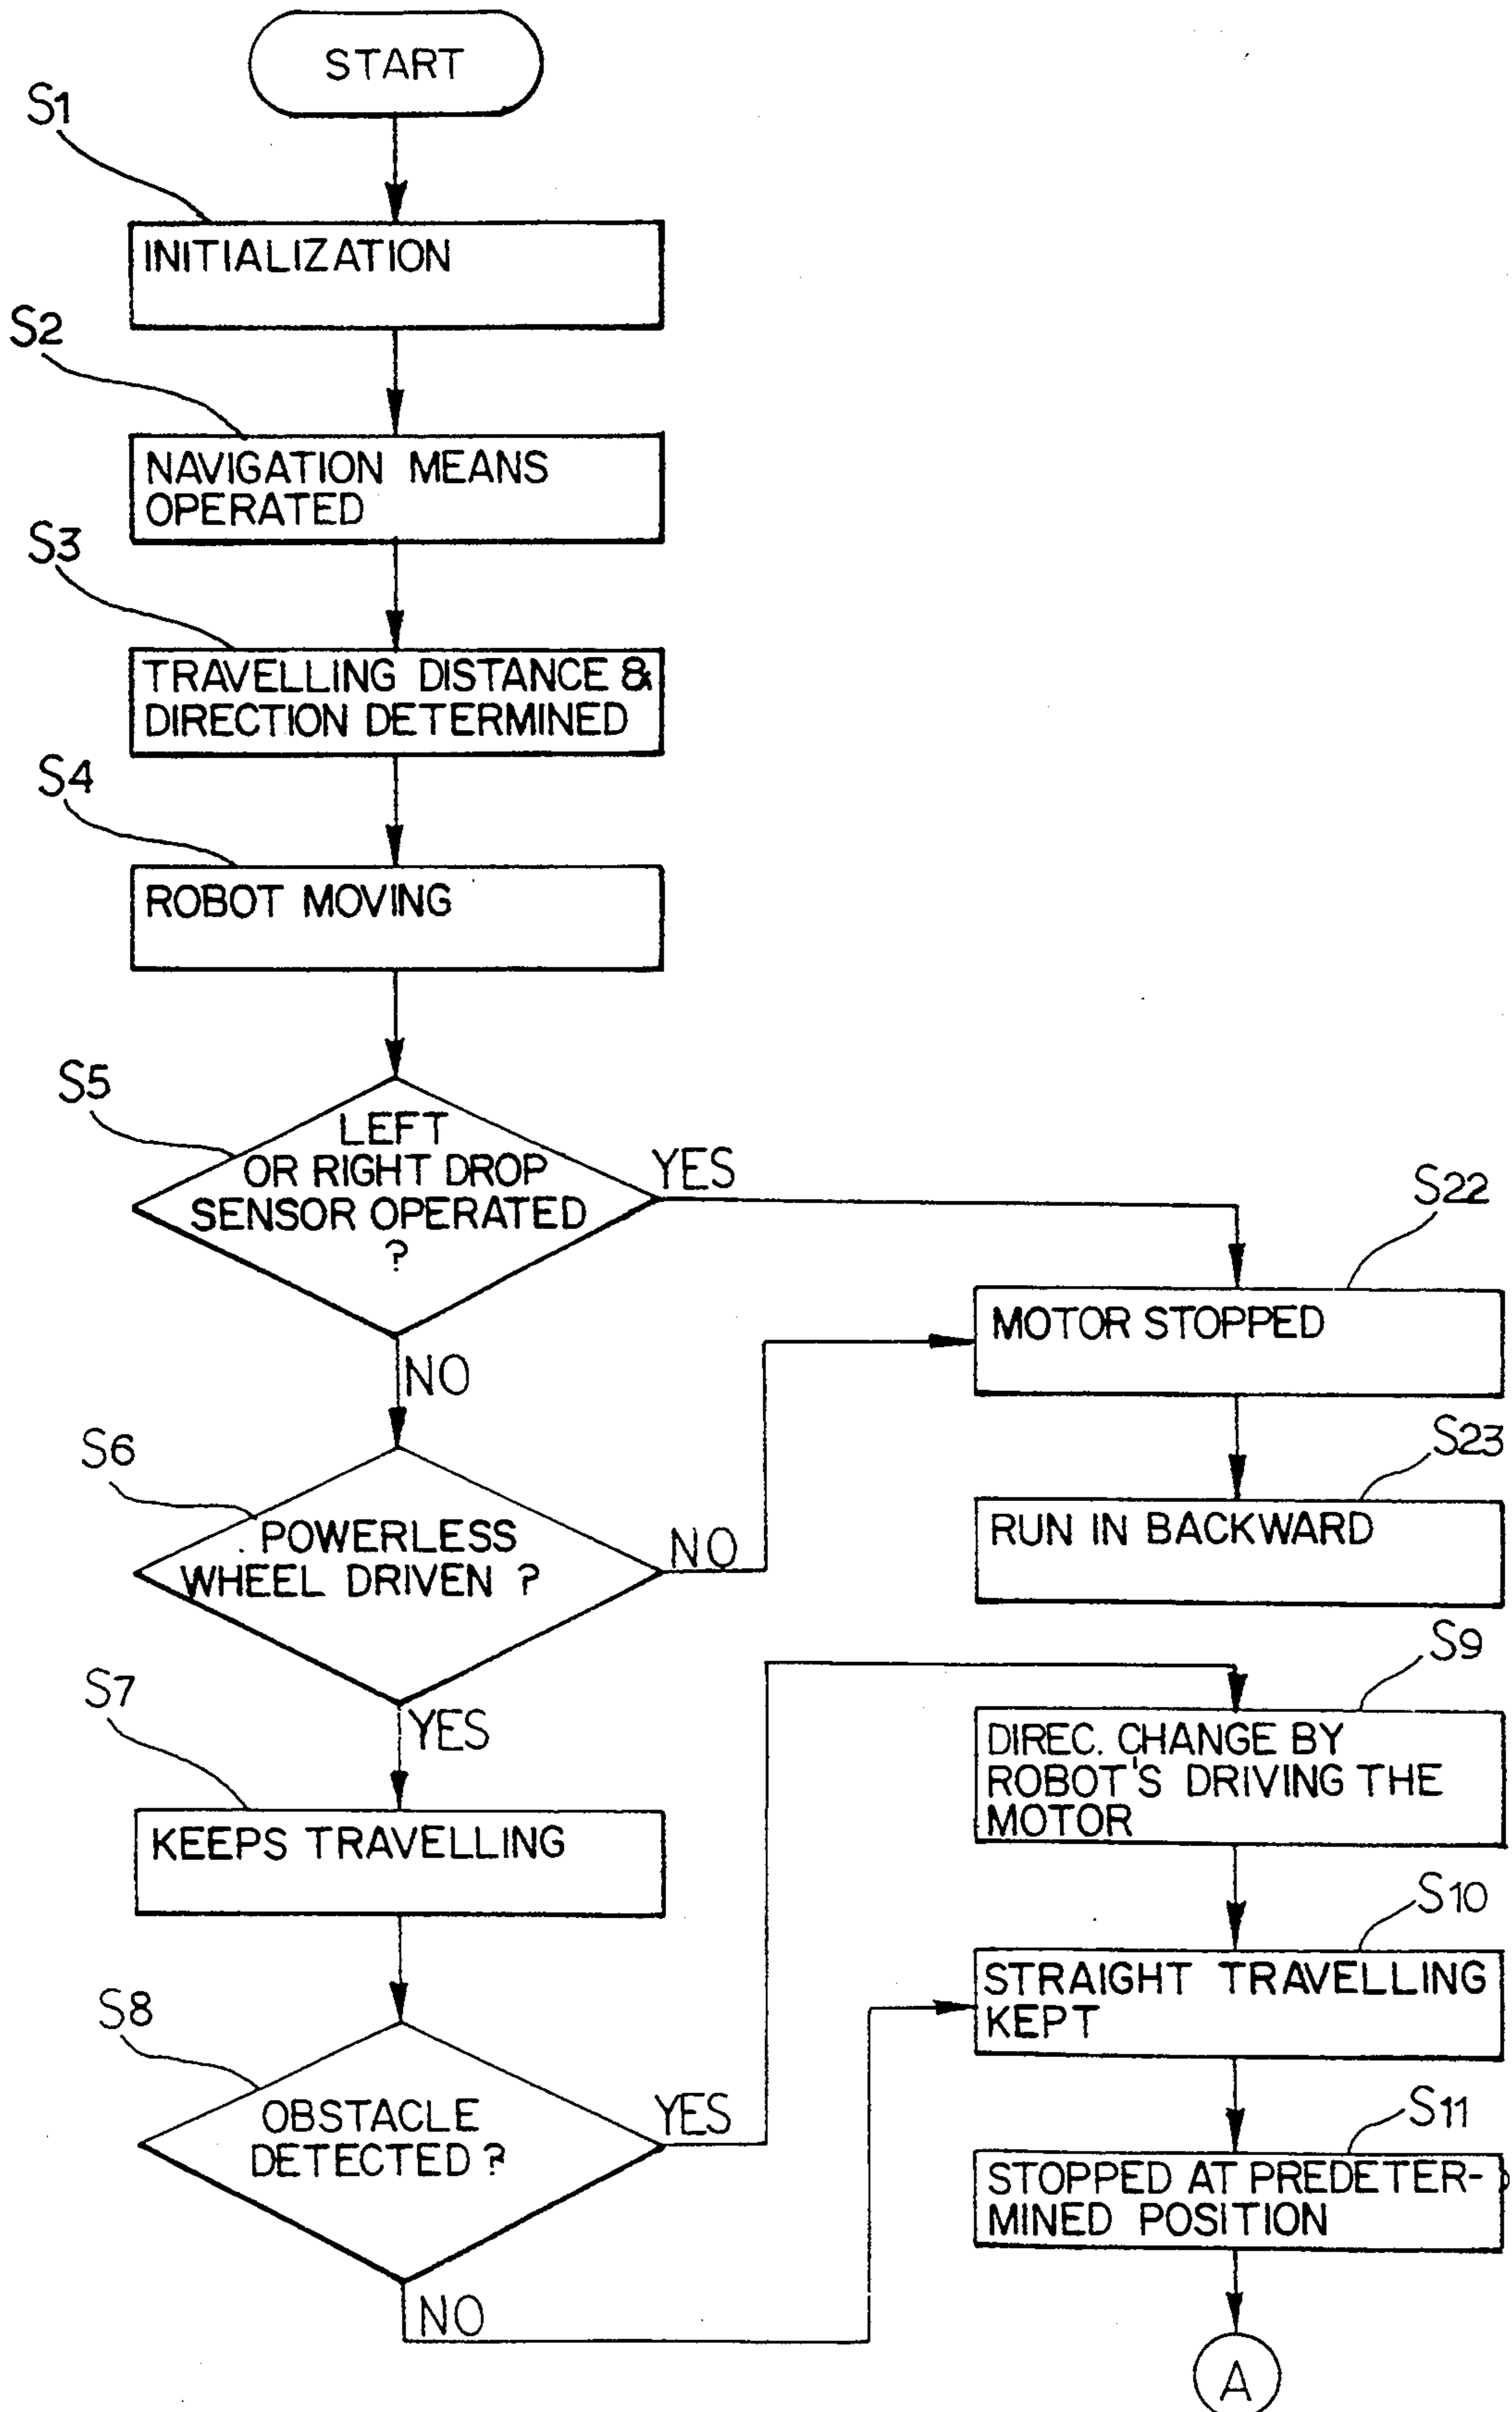 START
S1
INITIALIZATION
S2
NAVIGATION MEANS
OPERATED
S3
TRAVELLING DISTANCE &
DIRECTION DETERMINED
S4
ROBOT MOVING
S5
LEFT
OR RIGHT DROP
SENSOR OPERATED
?
YES
NO
S22
MOTOR STOPPED
S23
RUN IN BACKWARD
S6
POWERLESS
WHEEL DRIVEN ?
NO
YES
S7
KEEPS TRAVELLING
S8
OBSTACLE
DETECTED ?
YES
NO
S9
DIREC. CHANGE BY
ROBOT'S DRIVING THE
MOTOR
S10
STRAIGHT TRAVELLING
KEPT
S11
STOPPED AT PREDETER-
MINED POSITION
A